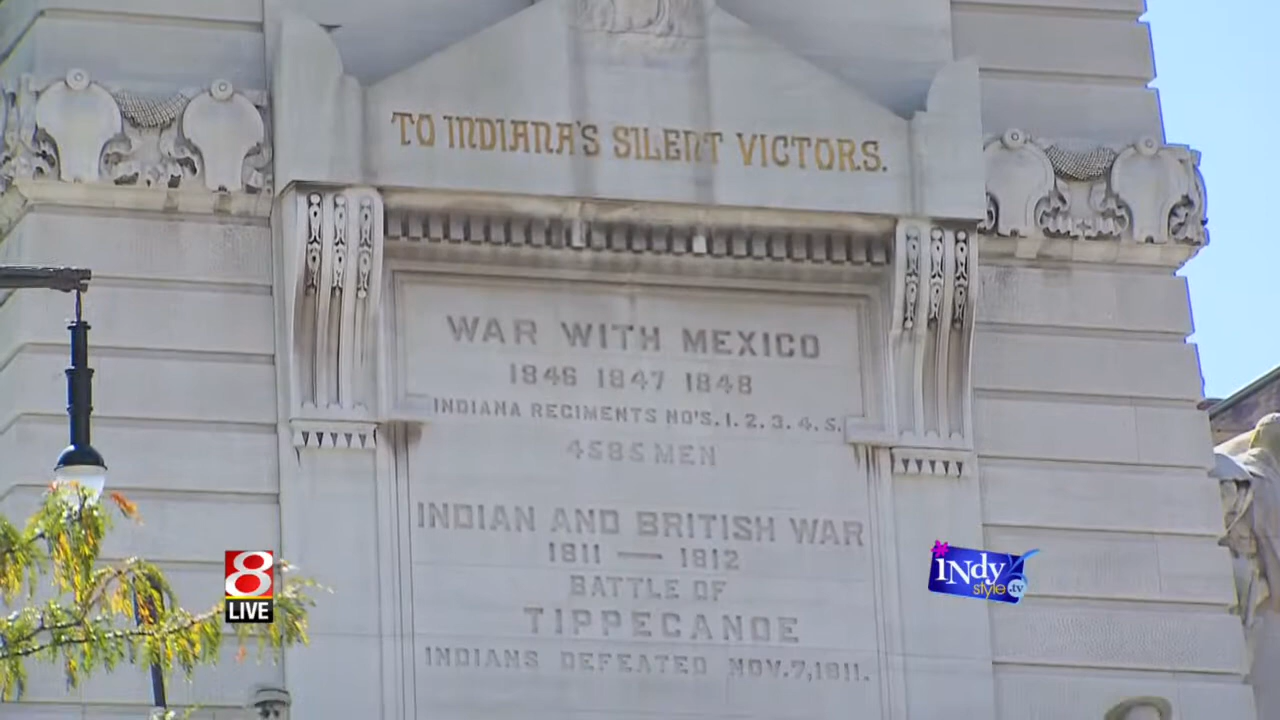 TO INDIANA'S SILENT VICTORS.
WAR WITH MEXICO
1846 1847 1848
INDIANA REGIMENTS NO'S. 1. 2. 3. 4. 5.
4585 MEN
INDIAN AND BRITISH WAR
1811 — 1812
BATTLE OF
TIPPECANOE
INDIANS DEFEATED NOV. 7, 1811.
8
LIVE
iNdy
style.tv